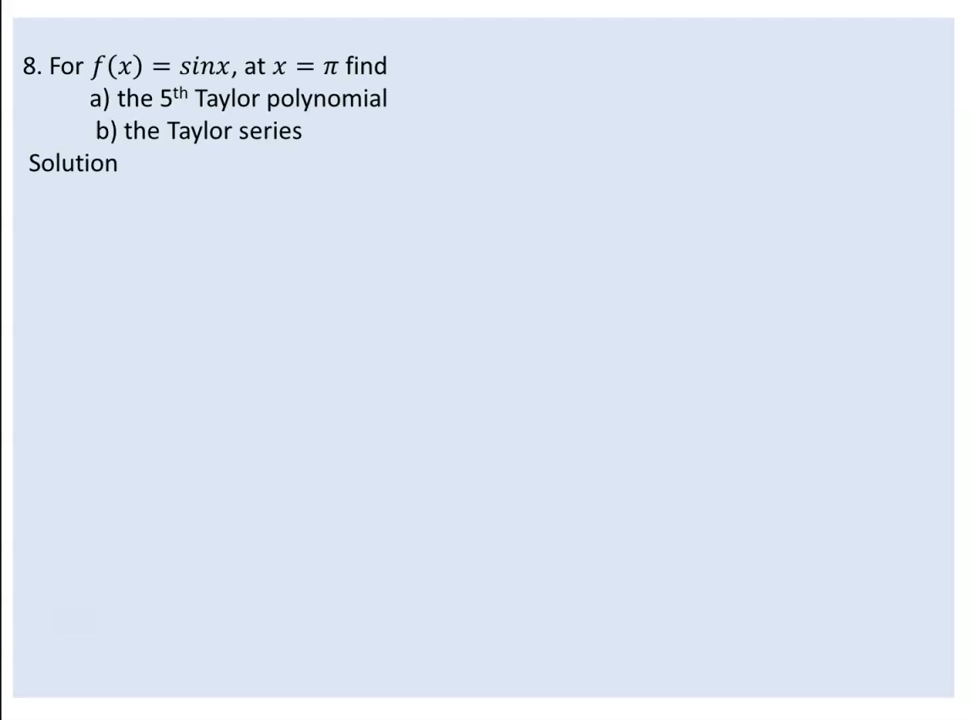 8. For f(x) = sinx, at x = π find
a) the 5th Taylor polynomial
b) the Taylor series
Solution